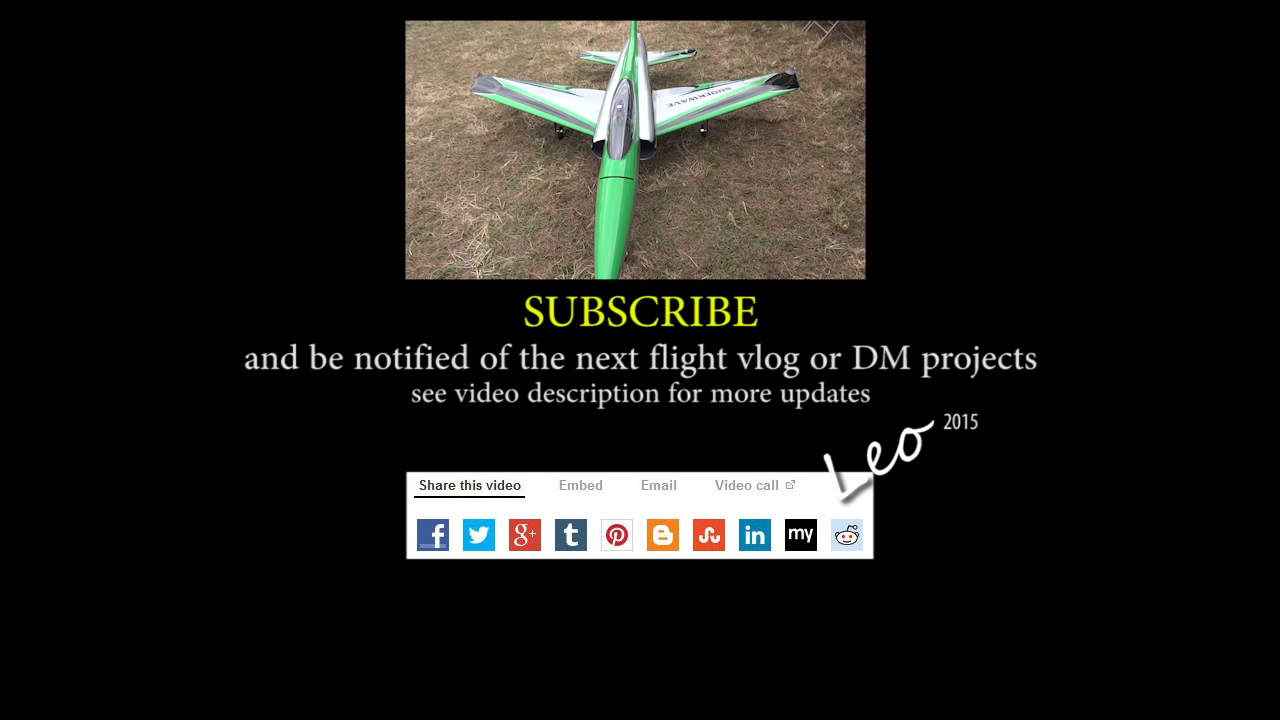 SHOCKWAVE
SUBSCRIBE
and be notified of the next flight vlog or DM projects
see video description for more updates
Leo 2015
Share this video Embed Email Video call
f g+ t B in my